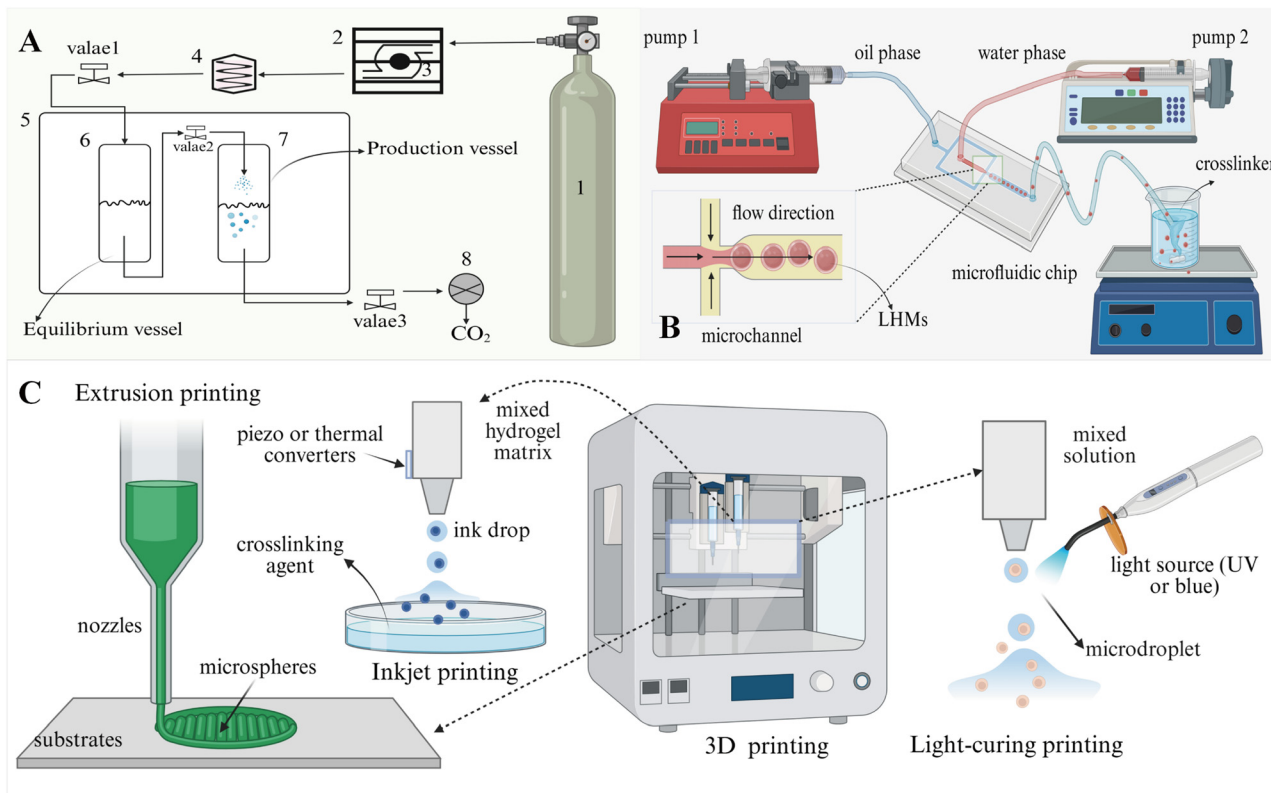 A
valae1
4
2
3
5
6
valae2
7
Production vessel
1
8
Equilibrium vessel
valae3
CO₂
pump 1
oil phase
water phase
pump 2
crosslinker
flow direction
microfluidic chip
LHMs
microchannel
B
C
Extrusion printing
piezo or thermal
converters
mixed
hydrogel
matrix
ink drop
crosslinking
agent
nozzles
Inkjet printing
microspheres
substrates
3D printing
mixed
solution
light source (UV
or blue)
microdroplet
Light-curing printing